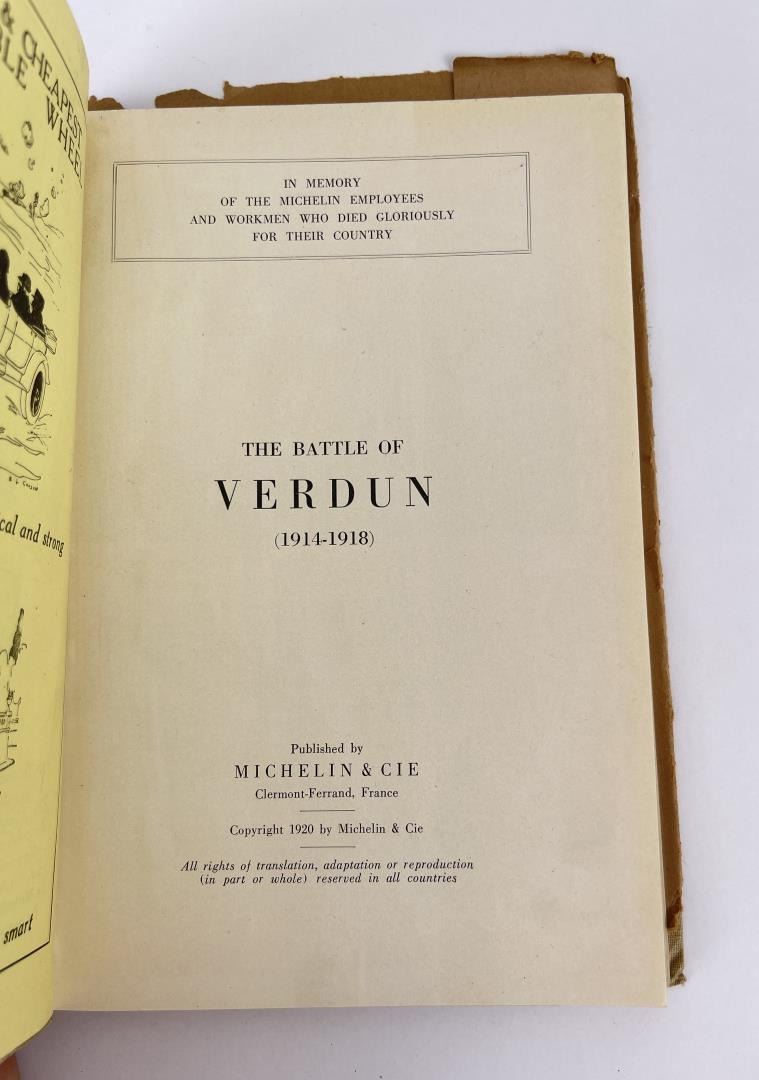 & CHEAPEST
WHEEL
cal and strong
smart
IN MEMORY
OF THE MICHELIN EMPLOYEES
AND WORKMEN WHO DIED GLORIOUSLY
FOR THEIR COUNTRY
THE BATTLE OF
VERDUN
(1914-1918)
Published by
MICHELIN & CIE
Clermont-Ferrand, France
Copyright 1920 by Michelin & Cie
All rights of translation, adaptation or reproduction
(in part or whole) reserved in all countries